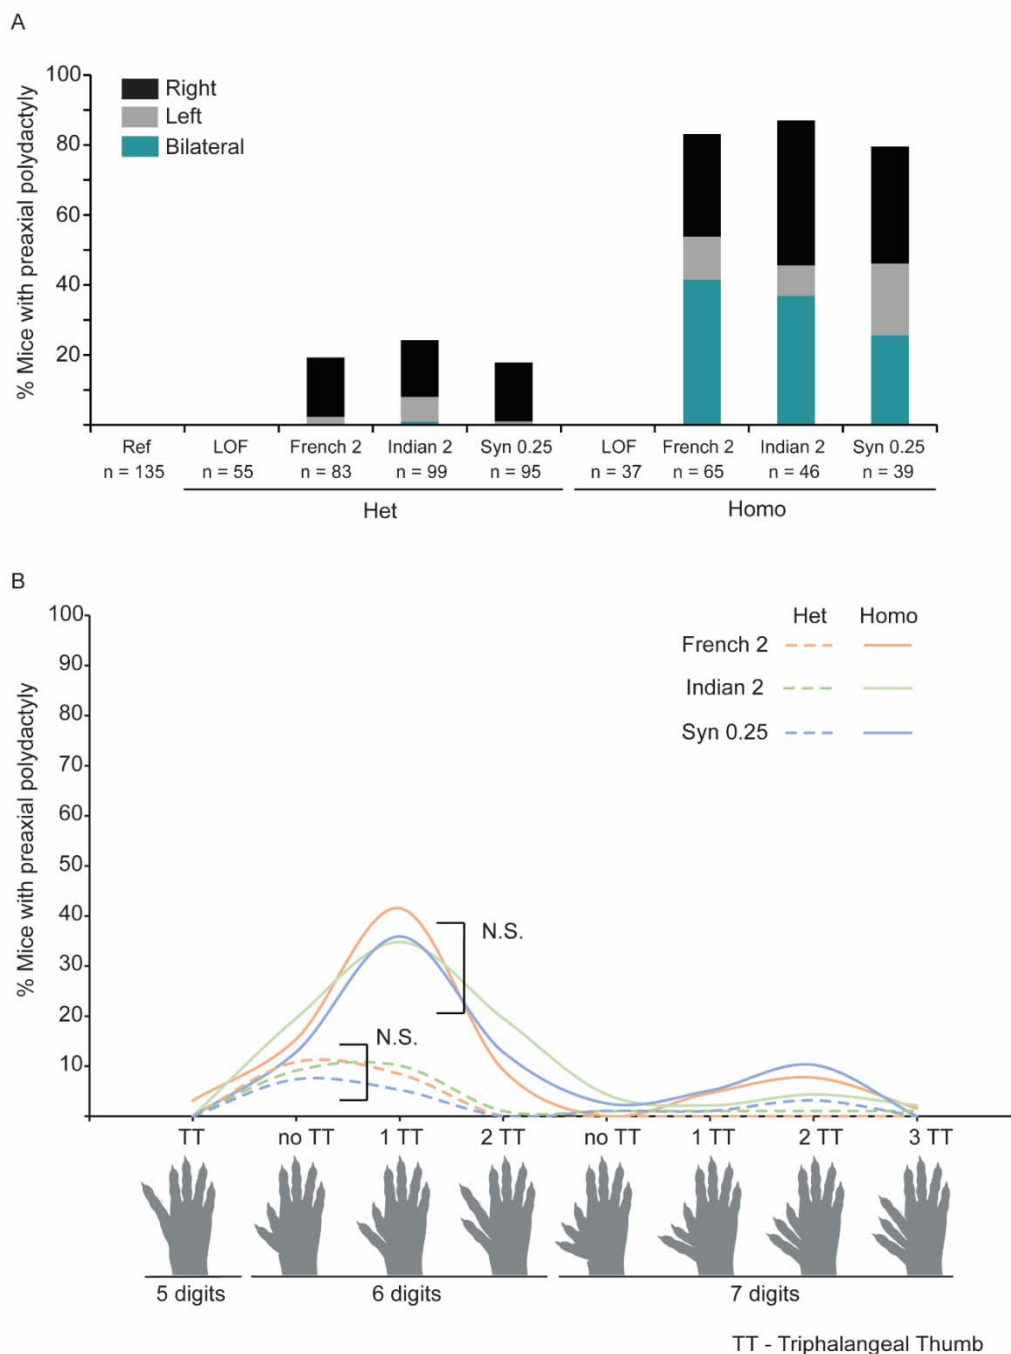 A
% Mice with preaxial polydactyly
100
80
60
40
20
Right
Left
Bilateral
Ref LOF French 2 Indian 2 Syn 0.25 LOF French 2 Indian 2 Syn 0.25
n = 135 n = 55 n = 83 n = 99 n = 95 n = 37 n = 65 n = 46 n = 39
Het Homo
B
% Mice with preaxial polydactyly
100
90
80
70
60
50
40
30
20
10
Het Homo
French 2
Indian 2
Syn 0.25
N.S.
N.S.
TT no TT 1 TT 2 TT no TT 1 TT 2 TT 3 TT
5 digits 6 digits 7 digits
TT - Triphalangeal Thumb